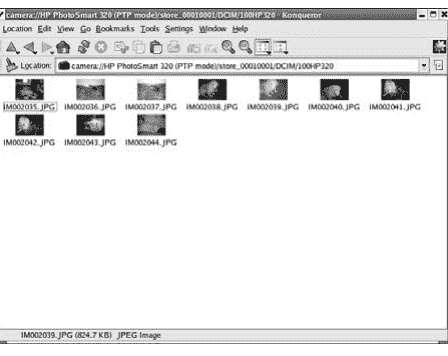 camera://HP PhotoSmart 320 (PTP mode)/store_00010001/DCIM/100HP320 - Konqueror
Location Edit View Go Bookmarks Tools Settings Window Help
Location: camera://HP PhotoSmart 320 (PTP mode)/store_00010001/DCIM/100HP320
IM002035.JPG IM002036.JPG IM002037.JPG IM002038.JPG IM002039.JPG IM002040.JPG IM002041.JPG
IM002042.JPG IM002043.JPG IM002044.JPG
IM002039.JPG (824.7 KB) JPEG Image